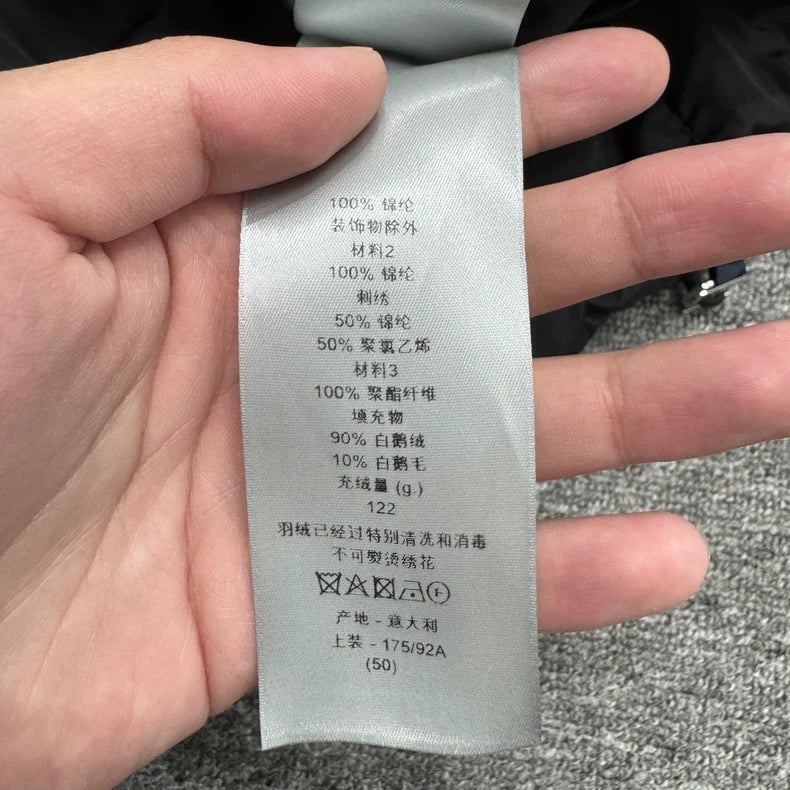 100% 锦纶
装饰物除外
材料2
100% 锦纶
刺绣
50% 锦纶
50% 聚氯乙烯
材料3
100% 聚酯纤维
填充物
90% 白鹅绒
10% 白鹅毛
充绒量 (g.)
122
羽绒已经过特别清洗和消毒
不可熨烫绣花
F
产地 - 意大利
上装 - 175/92A
(50)